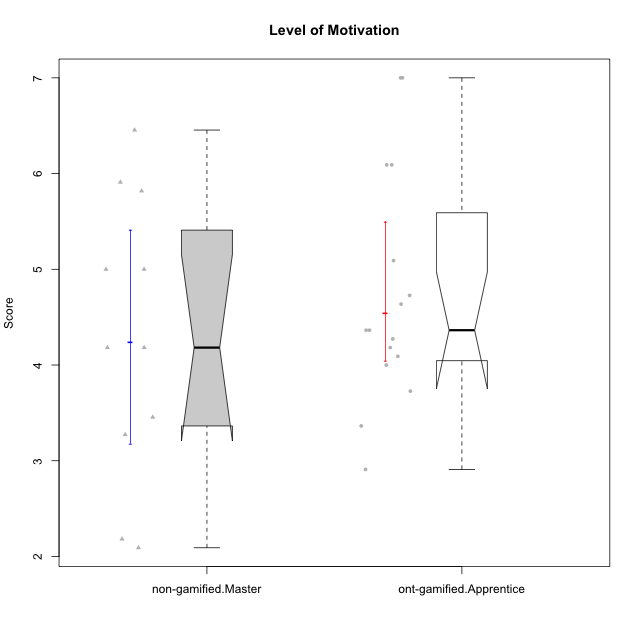 Level of Motivation
Score
7
6
5
4
3
2
non-gamified.Master
ont-gamified.Apprentice